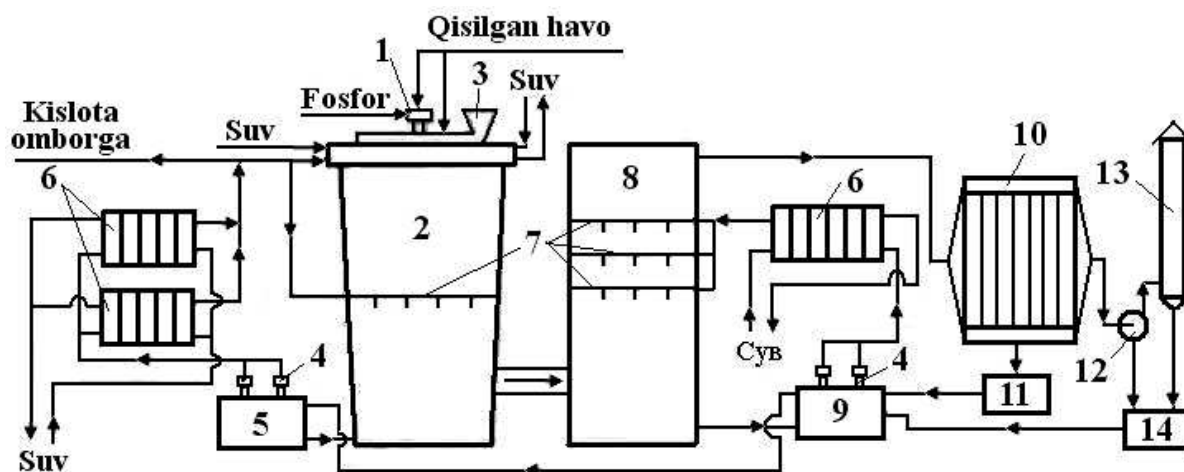 Qisilgan havo
1
3
Suv
Fosfor
Kislota
omborga
Suv
10
6
8
6
13
2
7
Сув
4
12
4
11
5
9
14
Suv